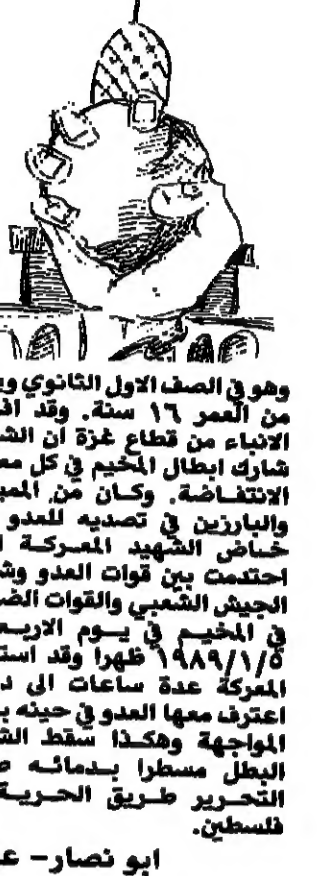 وهو في الصف الاول الثانوي
من العمر ١٦ سنة. وقد
الانباء من قطاع غزة ان
شارك ابطال المخيم في كل
الانتفاضة. وكان من
والبارزين في تصديه للعدو
خاض الشهيد المعركة
احتدمت بين قوات العدو
الجيش الشعبي والقوات
في المخيم في يوم
١٩٨٩/١/٥ ظهرا وقد
المعركة عدة ساعات الى
اعترف معها العدو في حينه
المواجهة وهكذا سقط
البطل مسطرا بدمائه
التحرير طريق
فلسطين.
ابو نصار–